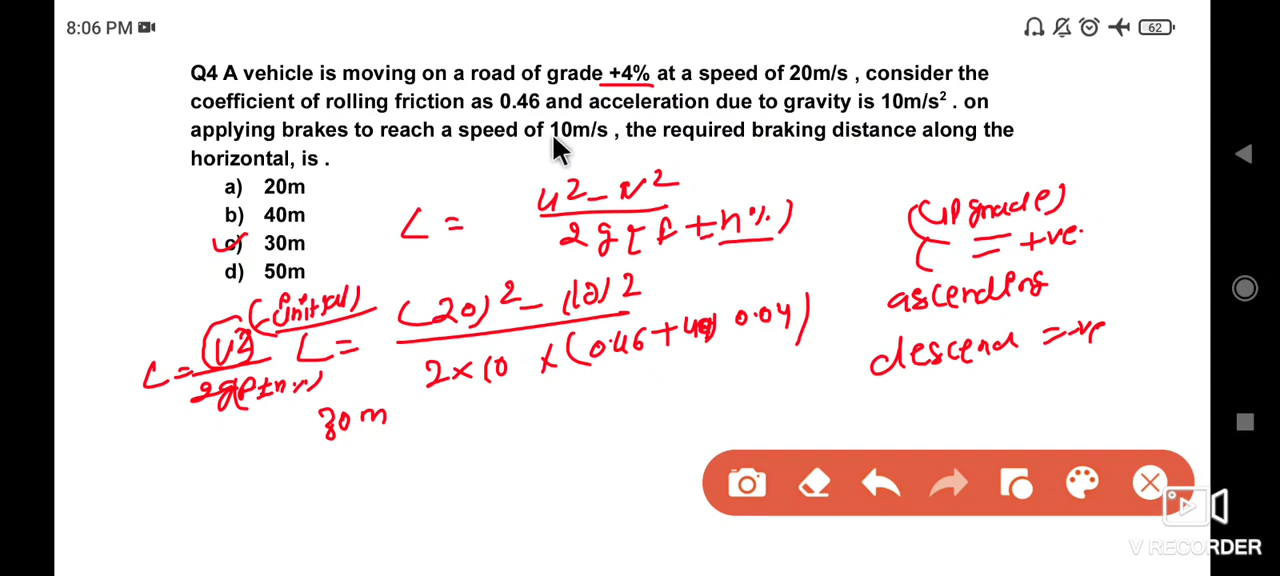 8:06 PM
62
Q4 A vehicle is moving on a road of grade +4% at a speed of 20m/s , consider the
coefficient of rolling friction as 0.46 and acceleration due to gravity is 10m/s² . on
applying brakes to reach a speed of 10m/s , the required braking distance along the
horizontal, is .
a) 20m
b) 40m
c) 30m
d) 50m
L = u² - v² / 2g [f ± n%)
(upgrade)
( = +ve
ascending
descend = -ve
(initial)
L = (20)² - (10)2 / 2 × 10 × (0.46 + 0.04)
L = v² / 2g(f ± n%)
30 m
V RECORDER